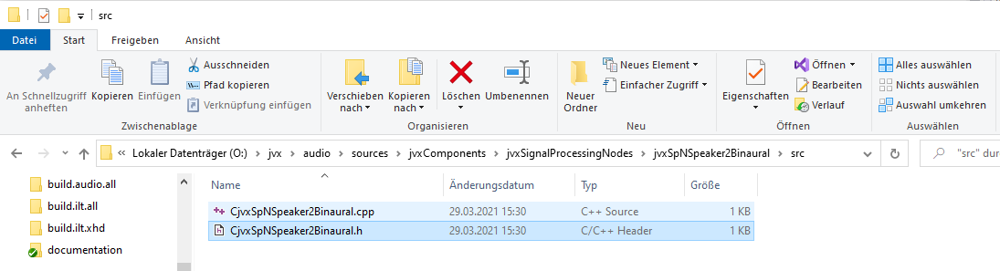 src
Datei Start Freigeben Ansicht
An Schnellzugriff anheften
Kopieren
Einfügen
Ausschneiden
Pfad kopieren
Verknüpfung einfügen
Zwischenablage
Verschieben nach
Kopieren nach
Löschen
Umbenennen
Organisieren
Neuer Ordner
Neues Element
Einfacher Zugriff
Neu
Eigenschaften
Öffnen
Bearbeiten
Verlauf
Öffnen
Alles auswählen
Nichts auswählen
Auswahl umkehren
Auswählen
« Lokaler Datenträger (O:) › jvx › audio › sources › jvxComponents › jvxSignalProcessingNodes › jvxSpNSpeaker2Binaural › src
"src" du
build.audio.all
build.ilt.all
build.ilt.xhd
documentation
Name Änderungsdatum Typ Größe
CjvxSpNSpeaker2Binaural.cpp 29.03.2021 15:30 C++ Source 1 KB
CjvxSpNSpeaker2Binaural.h 29.03.2021 15:30 C/C++ Header 1 KB